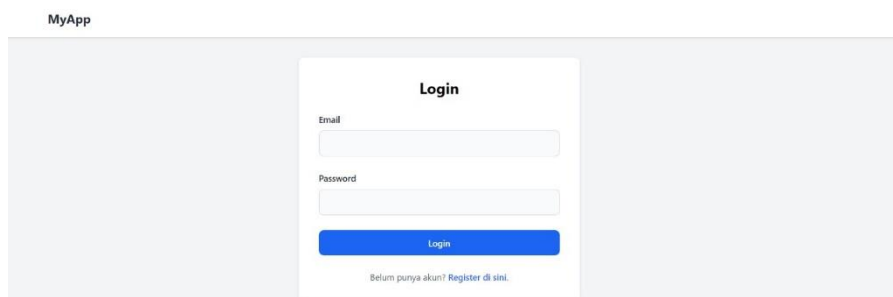 MyApp
Login
Email
Password
Login
Belum punya akun? Register di sini.